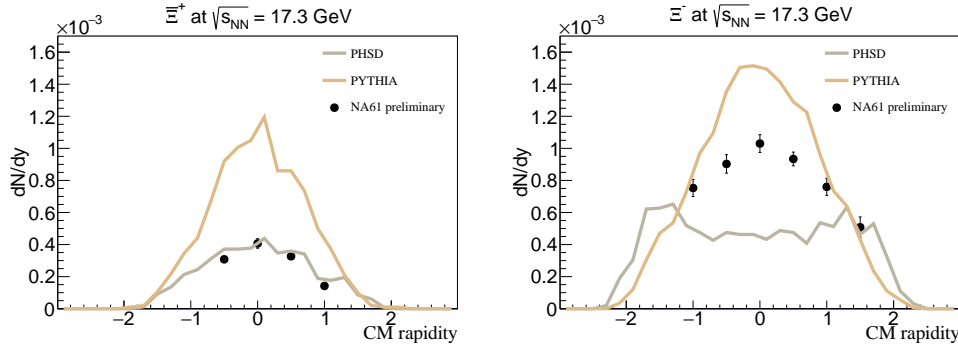 Ξ̄⁺ at √s_NN = 17.3 GeV
×10⁻³
dN/dy
1.6
1.4
1.2
1
0.8
0.6
0.4
0.2
0
PHSD
PYTHIA
NA61 preliminary
−2 −1 0 1 2
CM rapidity
Ξ⁻ at √s_NN = 17.3 GeV
×10⁻³
dN/dy
1.6
1.4
1.2
1
0.8
0.6
0.4
0.2
0
PHSD
PYTHIA
NA61 preliminary
−2 −1 0 1 2
CM rapidity